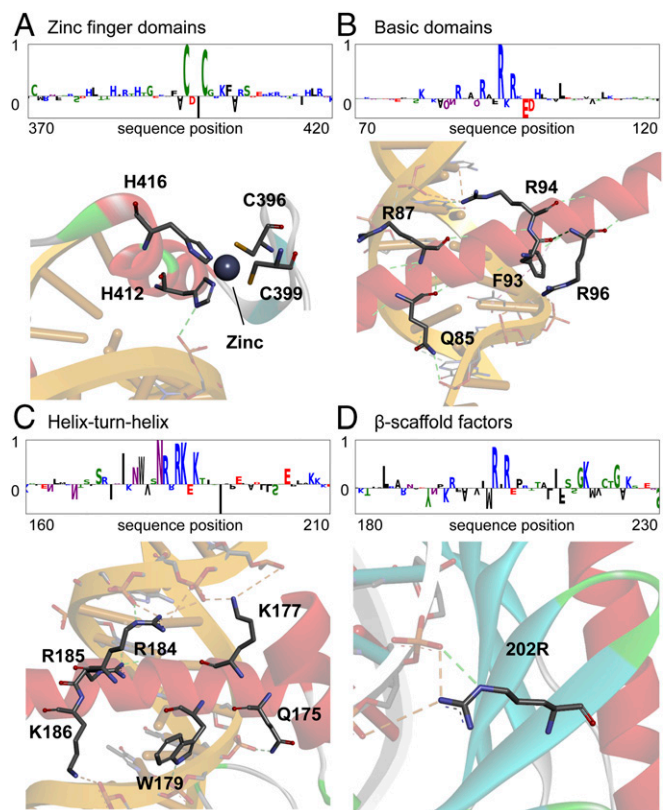 A Zinc finger domains
1
0
370 sequence position 420
H416
C396
H412
C399
Zinc
B Basic domains
1
0
70 sequence position 120
R94
R87
F93
R96
Q85
C Helix-turn-helix
1
0
160 sequence position 210
K177
R184
R185
K186
Q175
W179
D β-scaffold factors
1
0
180 sequence position 230
202R